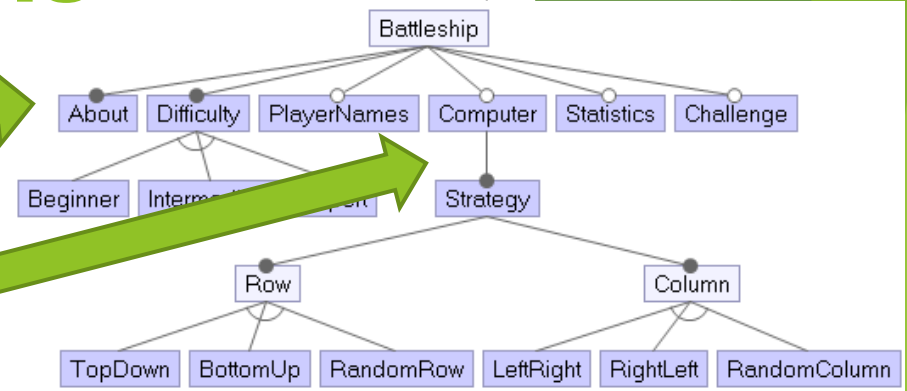 Battleship
About Difficulty PlayerNames Computer Statistics Challenge
Beginner Strategy
Row Column
TopDown BottomUp RandomRow LeftRight RightLeft RandomColumn